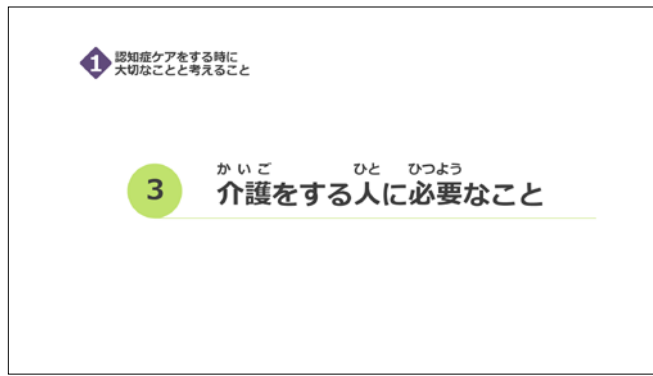 1
認知症ケアをする時に
大切なことと考えること
3
かいご ひと ひつよう
介護をする人に必要なこと